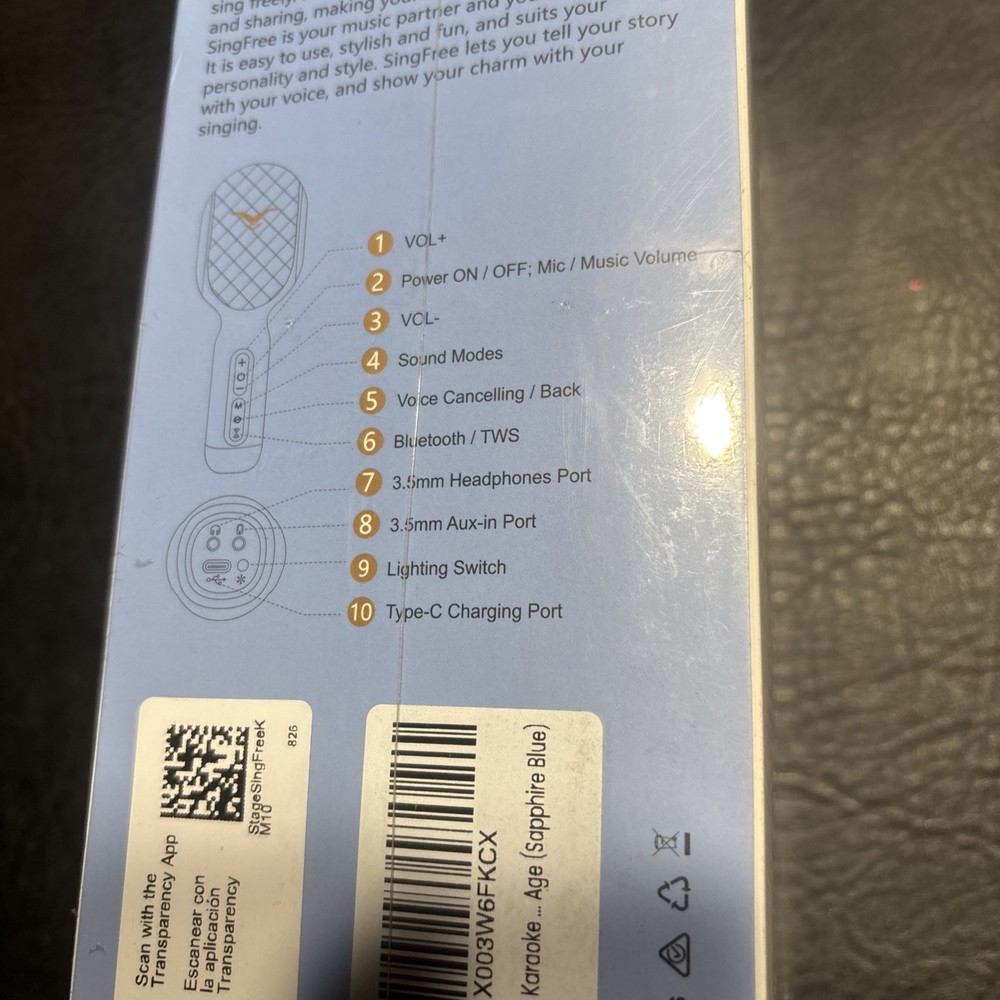 sing freely
and sharing, making
SingFree is your music partner and
It is easy to use, stylish and fun, and suits your
personality and style. SingFree lets you tell your story
with your voice, and show your charm with your
singing.
1 VOL+
2 Power ON / OFF; Mic / Music Volume
3 VOL-
4 Sound Modes
5 Voice Cancelling / Back
6 Bluetooth / TWS
7 3.5mm Headphones Port
8 3.5mm Aux-in Port
9 Lighting Switch
10 Type-C Charging Port
Scan with the
Transparency App
Escanear con
la aplicación
Transparency
StageSingFreeK
M10
826
X003W6FKCX
Karaoke ... Age (Sapphire Blue)